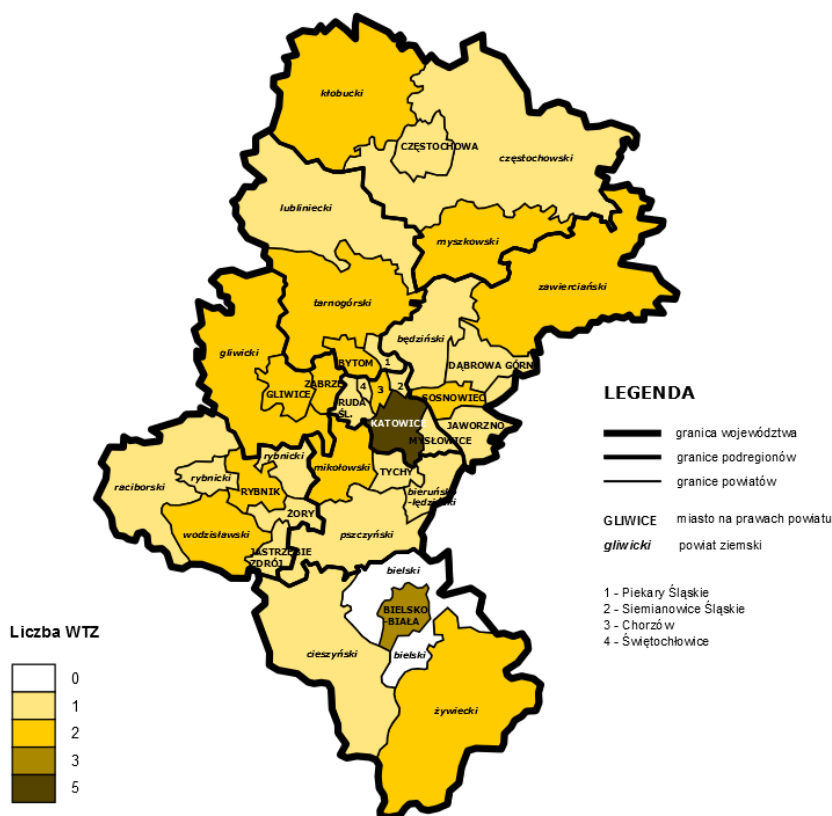 kłobucki
CZĘSTOCHOWA
częstochowski
lubliniecki
myszkowski
zawierciański
tarnogórski
będziński
gliwicki
BYTOM
1
DĄBROWA GÓRN.
ZABRZE
GLIWICE
4
3
2
RUDA
ŚL.
SOSNOWIEC
KATOWICE
JAWORZNO
MYSŁOWICE
rybnicki
mikołowski
TYCHY
raciborski
rybnicki
RYBNIK
bieruńsko
-lędziński
ŻORY
wodzisławski
pszczyński
JASTRZĘBIE
ZDRÓJ
bielski
BIELSKO
BIAŁA
cieszyński
bielski
żywiecki
LEGENDA
granica województwa
granice podregionów
granice powiatów
GLIWICE miasto na prawach powiatu
gliwicki powiat ziemski
1 - Piekary Śląskie
2 - Siemianowice Śląskie
3 - Chorzów
4 - Świętochłowice
Liczba WTZ
0
1
2
3
5